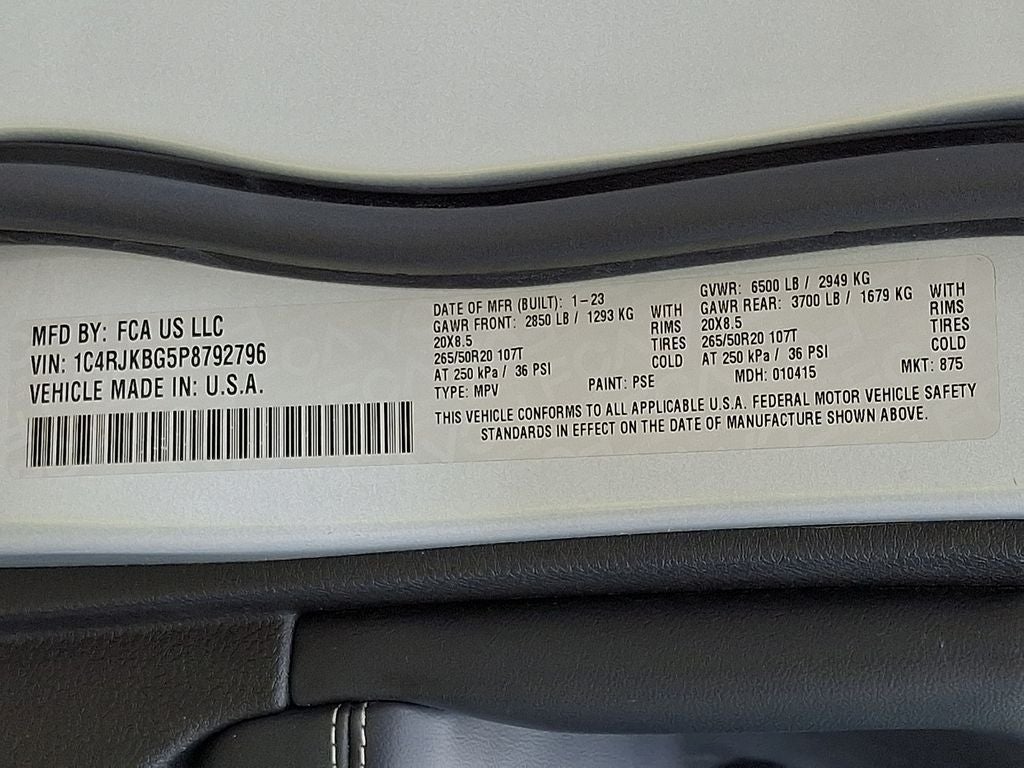 MFD BY: FCA US LLC
VIN: 1C4RJKBG5P8792796
VEHICLE MADE IN: U.S.A.
DATE OF MFR (BUILT): 1-23
GAWR FRONT: 2850 LB / 1293 KG WITH
20X8.5 RIMS
265/50R20 107T TIRES
AT 250 kPa / 36 PSI COLD
TYPE: MPV PAINT: PSE
GVWR: 6500 LB / 2949 KG
GAWR REAR: 3700 LB / 1679 KG WITH
20X8.5 RIMS
265/50R20 107T TIRES
AT 250 kPa / 36 PSI COLD
MDH: 010415 MKT: 875
THIS VEHICLE CONFORMS TO ALL APPLICABLE U.S.A. FEDERAL MOTOR VEHICLE SAFETY
STANDARDS IN EFFECT ON THE DATE OF MANUFACTURE SHOWN ABOVE.